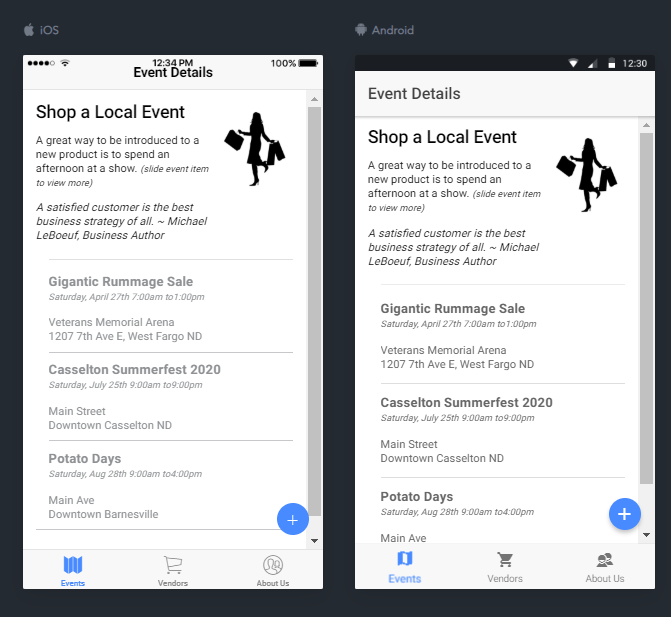 iOS
12:34 PM
100%
Event Details
Shop a Local Event
A great way to be introduced to a
new product is to spend an
afternoon at a show. (slide event item
to view more)
A satisfied customer is the best
business strategy of all. ~ Michael
LeBoeuf, Business Author
Gigantic Rummage Sale
Saturday, April 27th 7:00am to1:00pm
Veterans Memorial Arena
1207 7th Ave E, West Fargo ND
Casselton Summerfest 2020
Saturday, July 25th 9:00am to9:00pm
Main Street
Downtown Casselton ND
Potato Days
Saturday, Aug 28th 9:00am to4:00pm
Main Ave
Downtown Barnesville
+
Events
Vendors
About Us
Android
12:30
Event Details
Shop a Local Event
A great way to be introduced to a
new product is to spend an
afternoon at a show. (slide event item
to view more)
A satisfied customer is the best
business strategy of all. ~ Michael
LeBoeuf, Business Author
Gigantic Rummage Sale
Saturday, April 27th 7:00am to1:00pm
Veterans Memorial Arena
1207 7th Ave E, West Fargo ND
Casselton Summerfest 2020
Saturday, July 25th 9:00am to9:00pm
Main Street
Downtown Casselton ND
Potato Days
Saturday, Aug 28th 9:00am to4:00pm
Main Ave
+
Events
Vendors
About Us